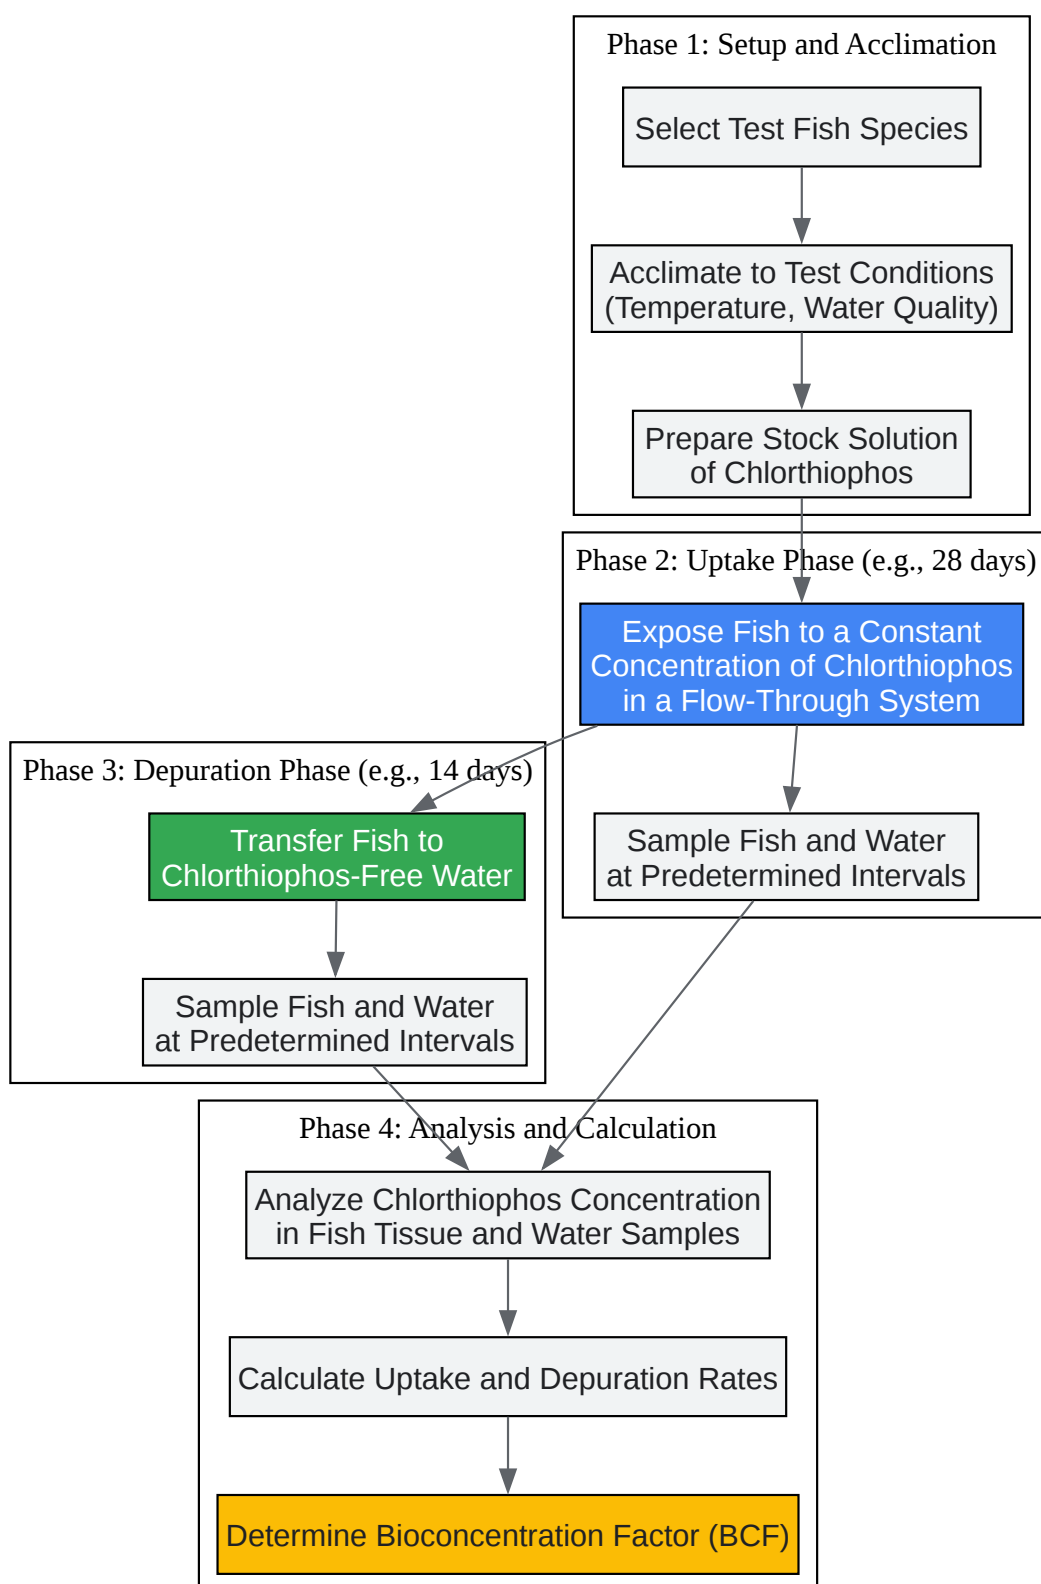 Phase 1: Setup and Acclimation
Select Test Fish Species
Acclimate to Test Conditions
(Temperature, Water Quality)
Prepare Stock Solution
of Chlorthiophos
Phase 2: Uptake Phase (e.g., 28 days)
Expose Fish to a Constant
Concentration of Chlorthiophos
in a Flow-Through System
Sample Fish and Water
at Predetermined Intervals
Phase 3: Depuration Phase (e.g., 14 days)
Transfer Fish to
Chlorthiophos-Free Water
Sample Fish and Water
at Predetermined Intervals
Phase 4: Analysis and Calculation
Analyze Chlorthiophos Concentration
in Fish Tissue and Water Samples
Calculate Uptake and Depuration Rates
Determine Bioconcentration Factor (BCF)